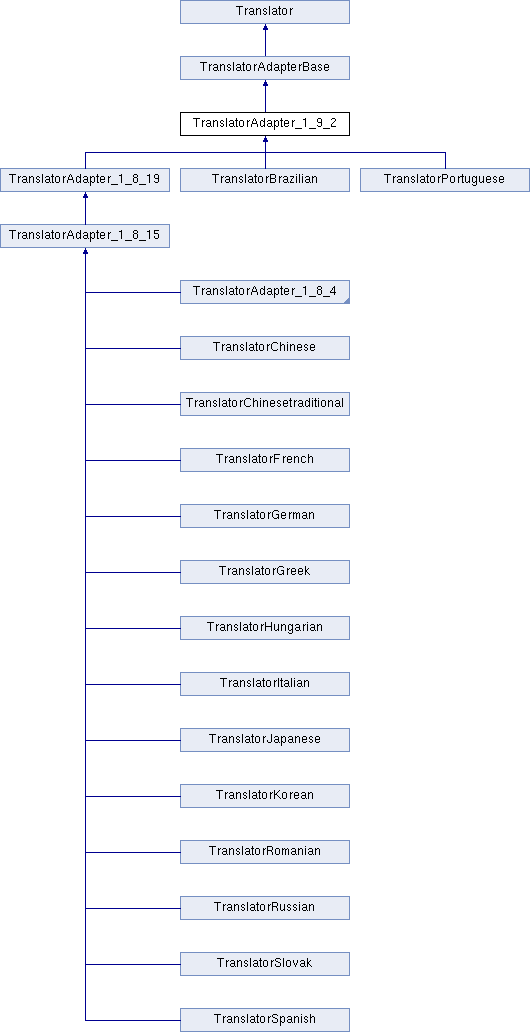 Translator
TranslatorAdapterBase
TranslatorAdapter_1_9_2
TranslatorAdapter_1_8_19
TranslatorBrazilian
TranslatorPortuguese
TranslatorAdapter_1_8_15
TranslatorAdapter_1_8_4
TranslatorChinese
TranslatorChinesetraditional
TranslatorFrench
TranslatorGerman
TranslatorGreek
TranslatorHungarian
TranslatorItalian
TranslatorJapanese
TranslatorKorean
TranslatorRomanian
TranslatorRussian
TranslatorSlovak
TranslatorSpanish